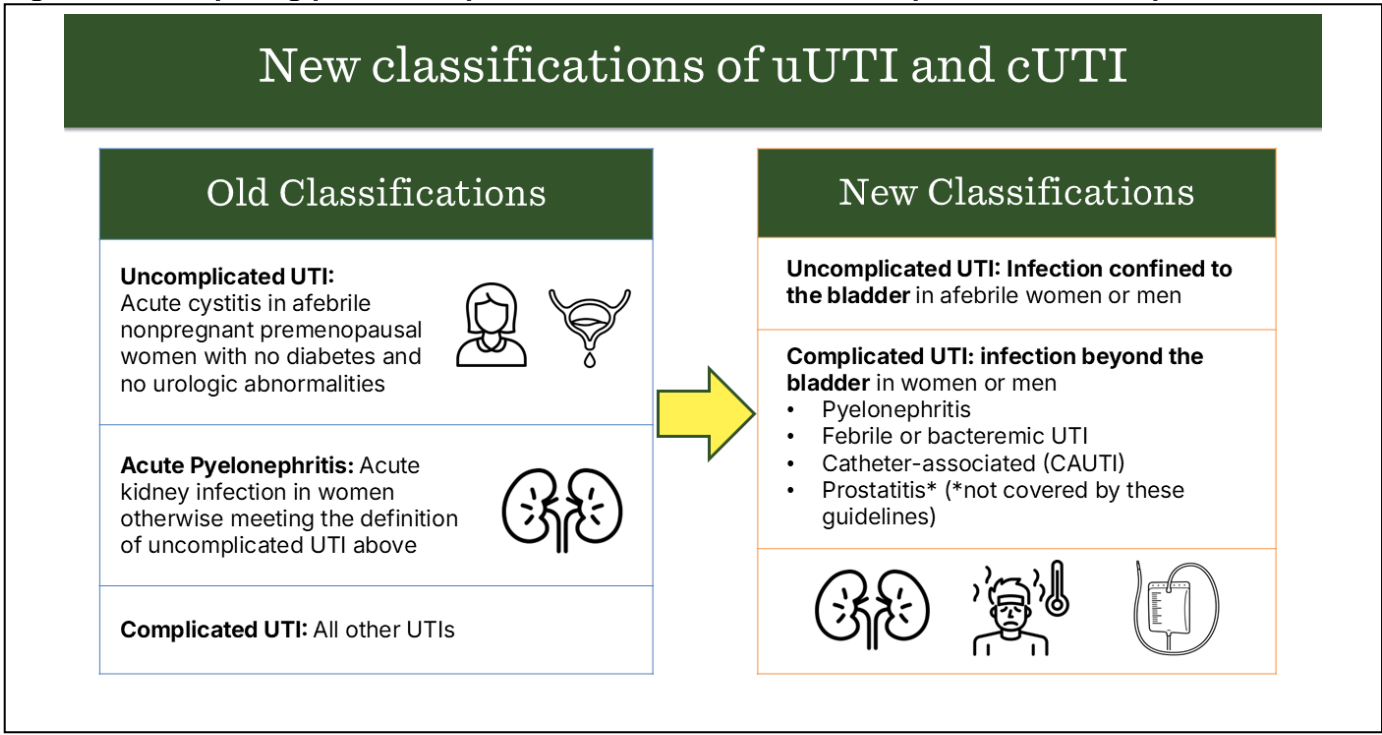 New classifications of uUTI and cUTI
Old Classifications
Uncomplicated UTI:
Acute cystitis in afebrile
nonpregnant premenopausal
women with no diabetes and
no urologic abnormalities
Acute Pyelonephritis: Acute
kidney infection in women
otherwise meeting the definition
of uncomplicated UTI above
Complicated UTI: All other UTIs
New Classifications
Uncomplicated UTI: Infection confined to
the bladder in afebrile women or men
Complicated UTI: infection beyond the
bladder in women or men
• Pyelonephritis
• Febrile or bacteremic UTI
• Catheter-associated (CAUTI)
• Prostatitis* (*not covered by these
guidelines)